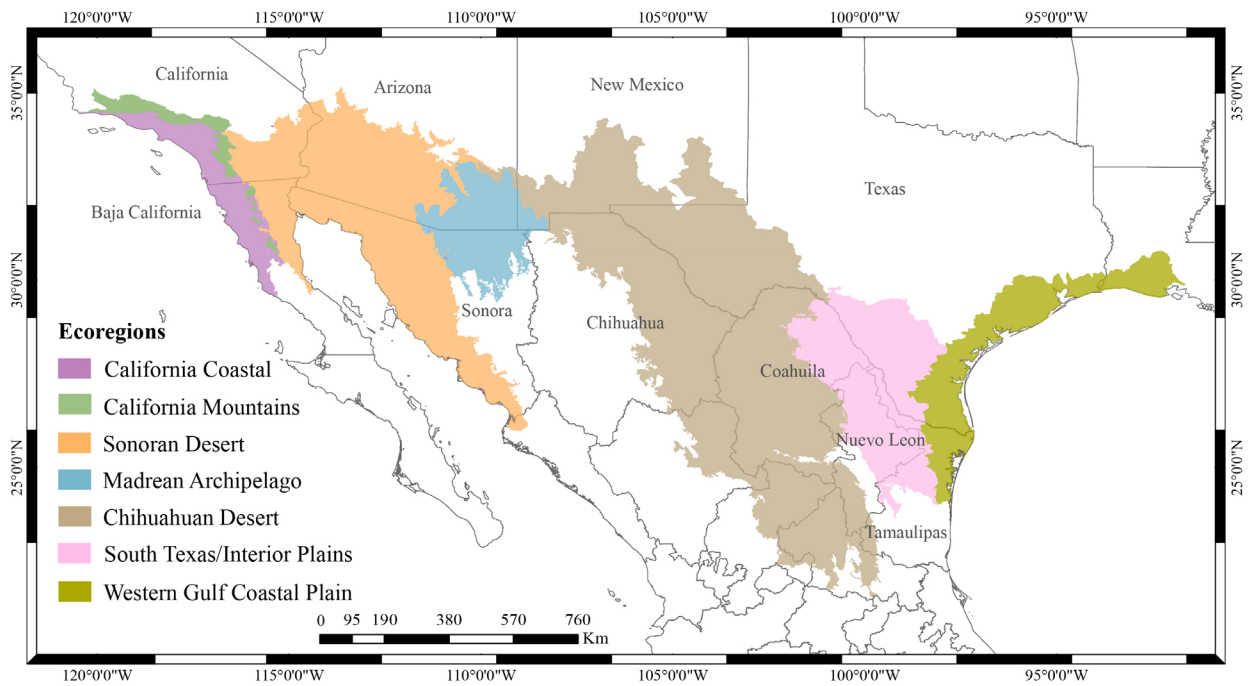 120°0'0"W 115°0'0"W 110°0'0"W 105°0'0"W 100°0'0"W 95°0'0"W
35°0'0"N
35°0'0"N
California
Arizona
New Mexico
Texas
Baja California
30°0'0"N
30°0'0"N
Sonora
Chihuahua
Coahuila
Nuevo Leon
Tamaulipas
25°0'0"N
25°0'0"N
Ecoregions
California Coastal
California Mountains
Sonoran Desert
Madrean Archipelago
Chihuahuan Desert
South Texas/Interior Plains
Western Gulf Coastal Plain
0 95 190 380 570 760
Km
120°0'0"W 115°0'0"W 110°0'0"W 105°0'0"W 100°0'0"W 95°0'0"W